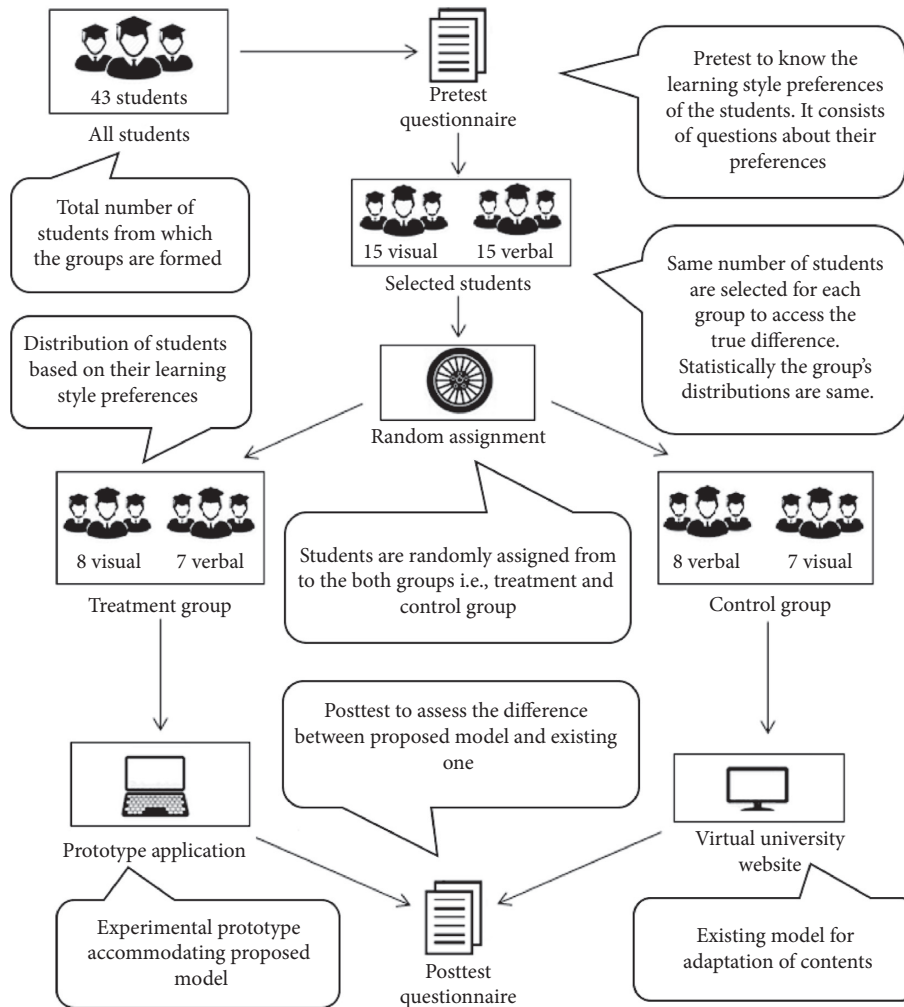 43 students
All students
Pretest
questionnaire
Pretest to know the
learning style preferences
of the students. It consists
of questions about their
preferences
Total number of
students from which
the groups are formed
15 visual
15 verbal
Selected students
Same number of students
are selected for each
group to access the
true difference.
Statistically the group's
distributions are same.
Distribution of students
based on their learning
style preferences
Random assignment
8 visual
7 verbal
Treatment group
Students are randomly assigned from
to the both groups i.e., treatment and
control group
8 verbal
7 visual
Control group
Posttest to assess the difference
between proposed model and existing
one
Prototype application
Virtual university
website
Experimental prototype
accommodating proposed
model
Posttest
questionnaire
Existing model for
adaptation of contents